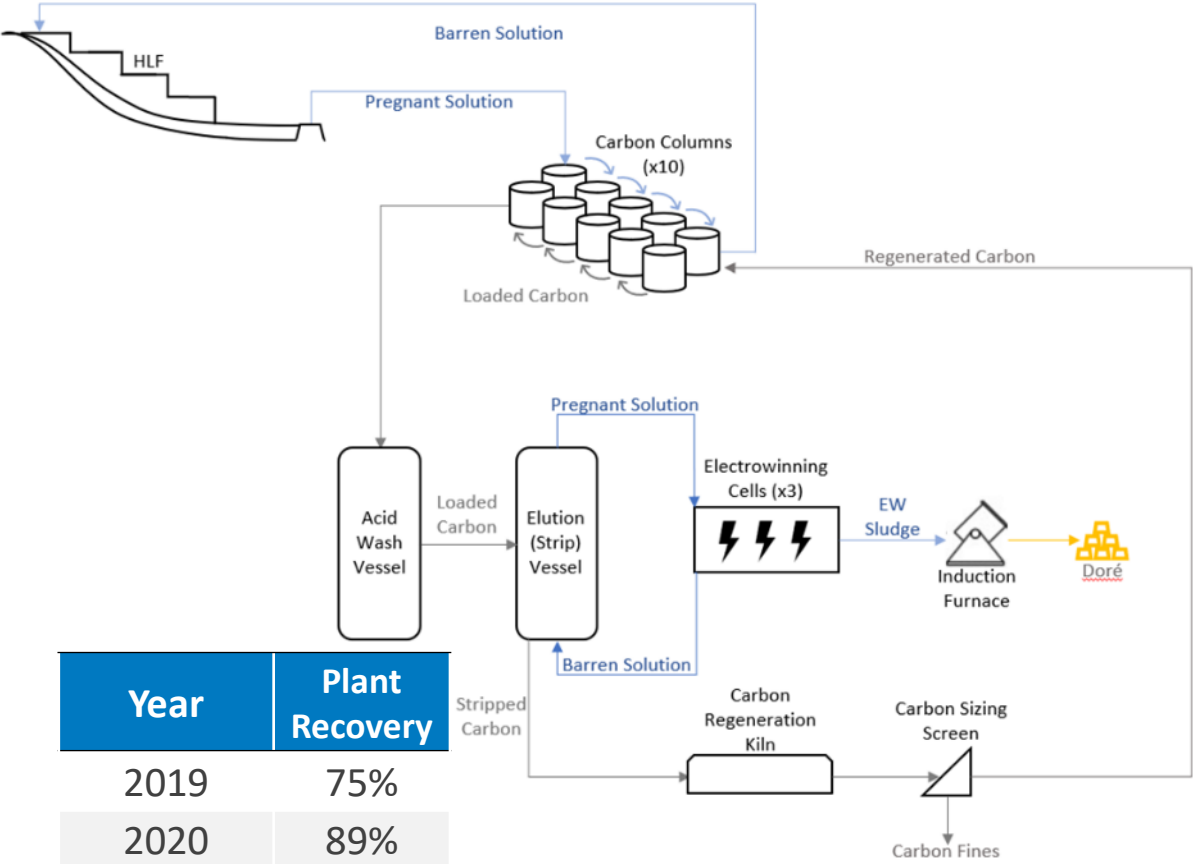 Barren Solution
HLF
Pregnant Solution
Carbon Columns
(x10)
Regenerated Carbon
Loaded Carbon
Pregnant Solution
Electrowinning
Cells (x3)
Acid
Wash
Vessel
Loaded
Carbon
Elution
(Strip)
Vessel
EW
Sludge
Induction
Furnace
Doré
Barren Solution
Stripped
Carbon
Carbon
Regeneration
Kiln
Carbon Sizing
Screen
Carbon Fines
Year Plant Recovery
2019 75%
2020 89%